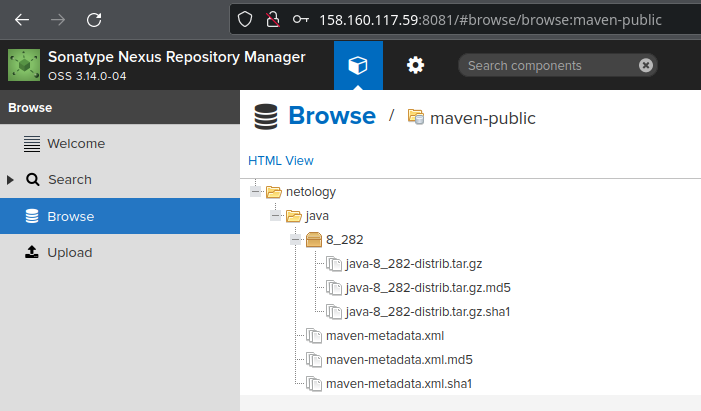 158.160.117.59:8081/#browse/browse:maven-public
Sonatype Nexus Repository Manager
OSS 3.14.0-04
Search components
Browse
Welcome
Search
Browse
Upload
Browse / maven-public
HTML View
netology
java
8_282
java-8_282-distrib.tar.gz
java-8_282-distrib.tar.gz.md5
java-8_282-distrib.tar.gz.sha1
maven-metadata.xml
maven-metadata.xml.md5
maven-metadata.xml.sha1